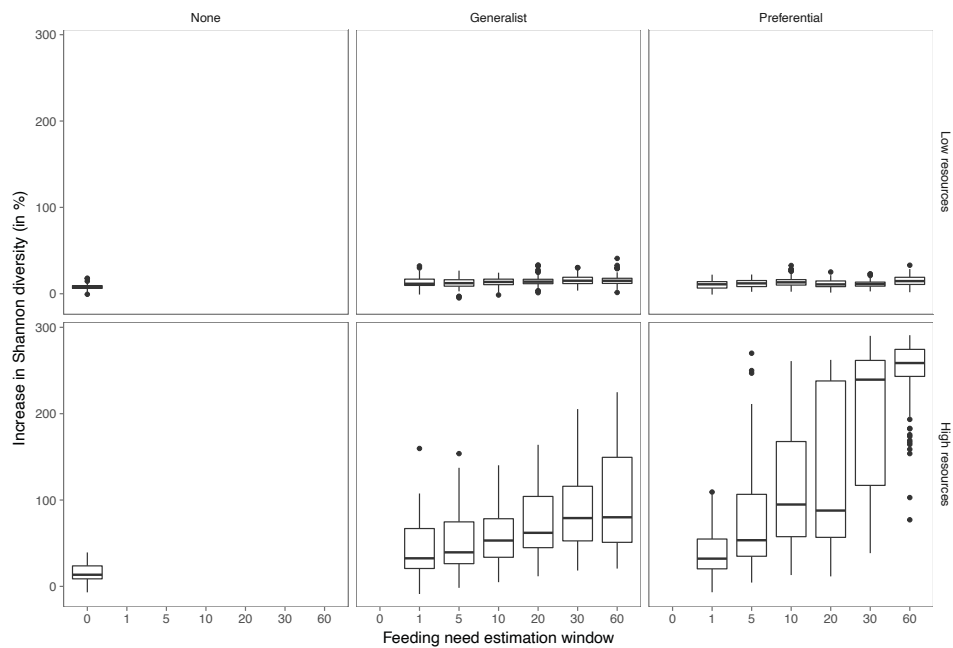 None Generalist Preferential
300
200
100
0
Low resources
300
200
100
0
High resources
Increase in Shannon diversity (in %)
0 1 5 10 20 30 60 0 1 5 10 20 30 60 0 1 5 10 20 30 60
Feeding need estimation window